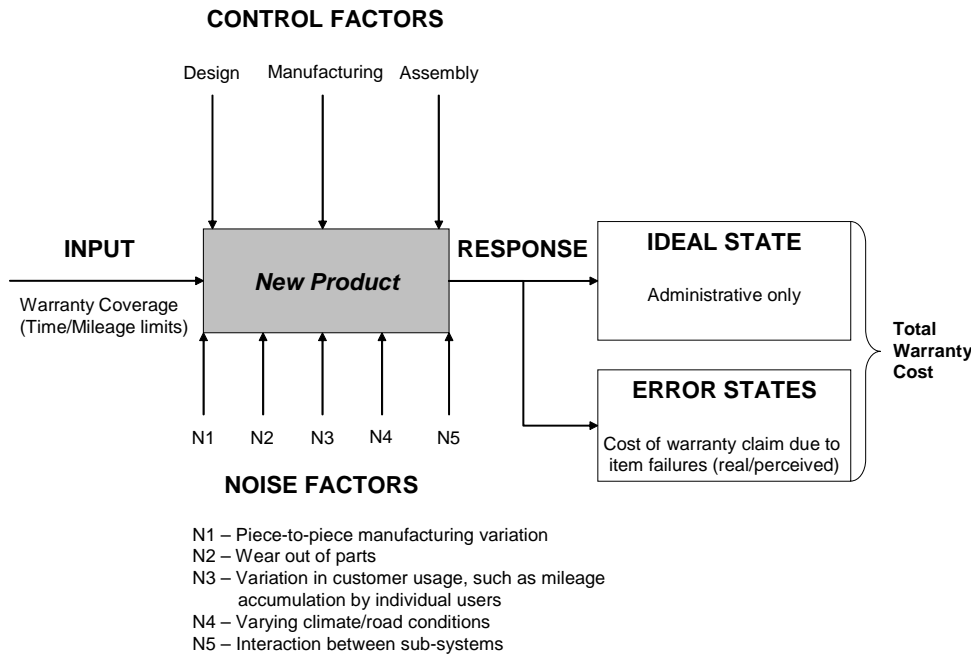 CONTROL FACTORS
Design
Manufacturing
Assembly
INPUT
Warranty Coverage
(Time/Mileage limits)
New Product
RESPONSE
IDEAL STATE
Administrative only
ERROR STATES
Cost of warranty claim due to
item failures (real/perceived)
Total
Warranty
Cost
N1
N2
N3
N4
N5
NOISE FACTORS
N1 – Piece-to-piece manufacturing variation
N2 – Wear out of parts
N3 – Variation in customer usage, such as mileage
accumulation by individual users
N4 – Varying climate/road conditions
N5 – Interaction between sub-systems